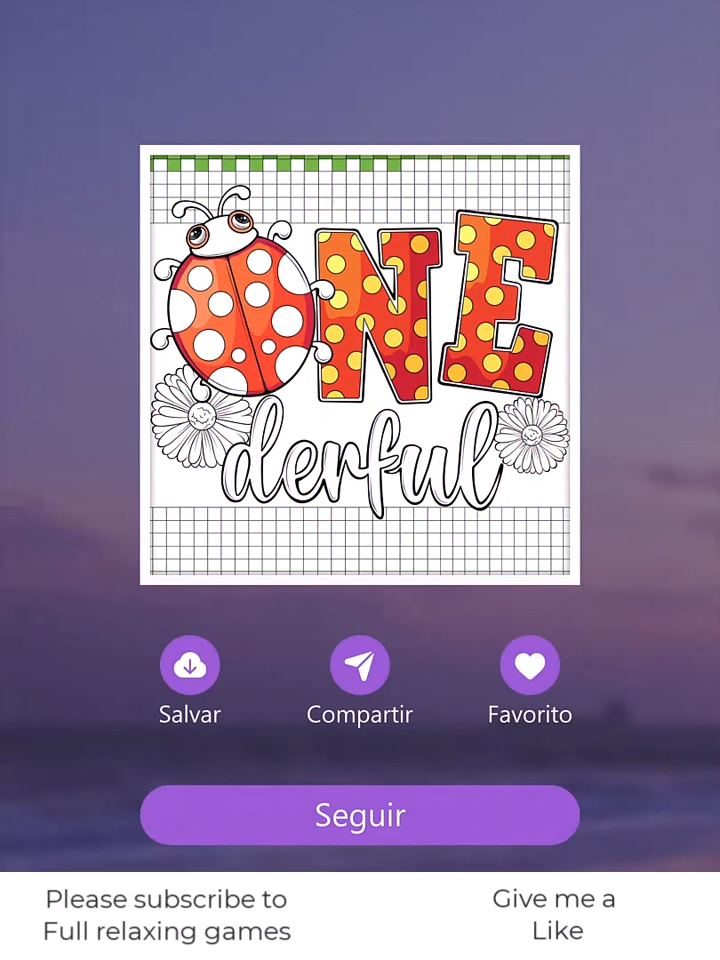 ONE
derful
Salvar Compartir Favorito
Seguir
Please subscribe to Give me a
Full relaxing games Like